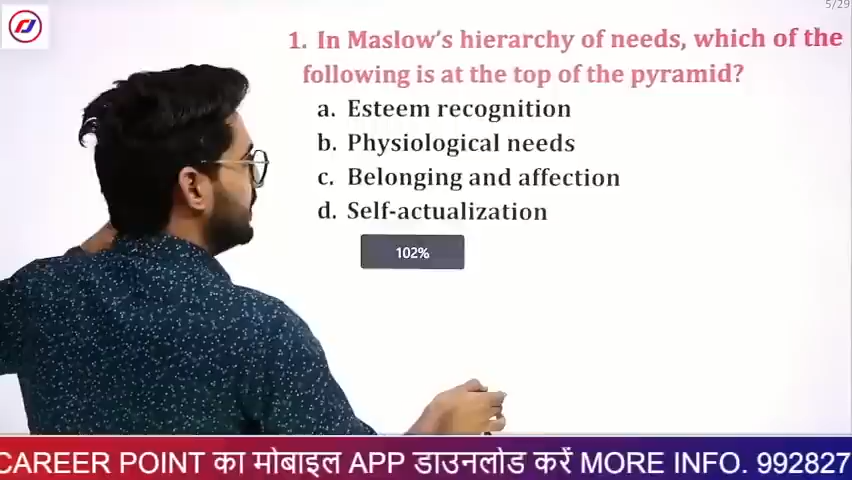 5/29
1. In Maslow's hierarchy of needs, which of the
following is at the top of the pyramid?
a. Esteem recognition
b. Physiological needs
c. Belonging and affection
d. Self-actualization
102%
CAREER POINT का मोबाइल APP डाउनलोड करें MORE INFO. 992827